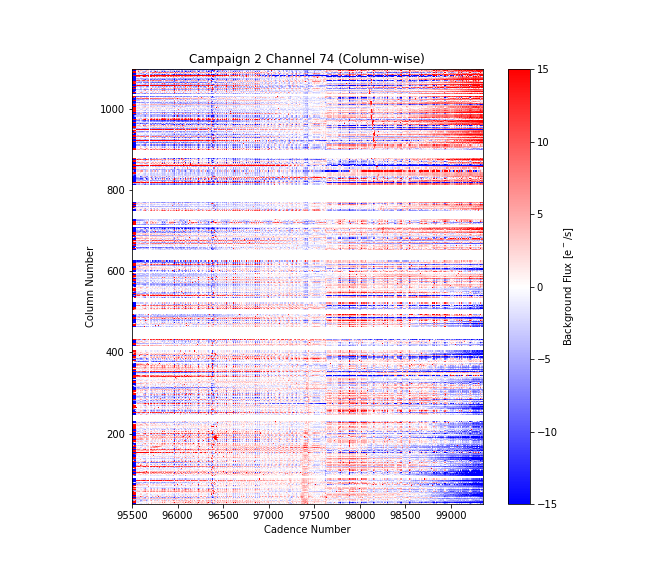 Campaign 2 Channel 74 (Column-wise)
1000
800
600
400
200
Column Number
95500 96000 96500 97000 97500 98000 98500 99000
Cadence Number
15
10
5
0
−5
−10
−15
Background Flux [e⁻/s]